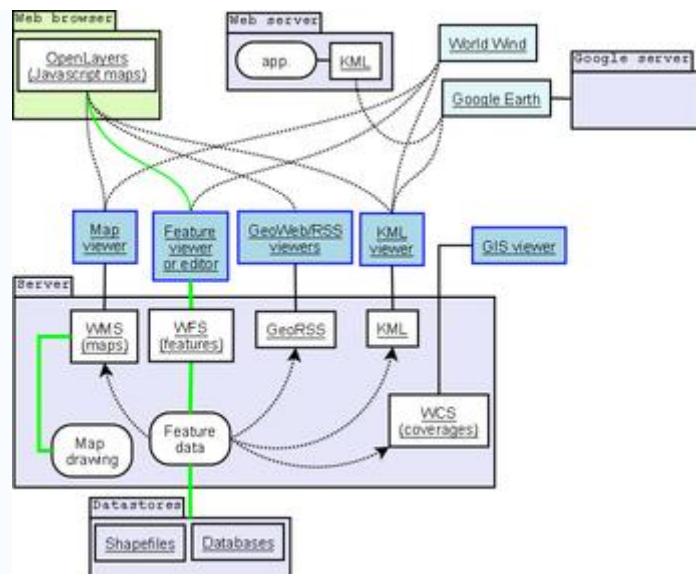 Web browser
OpenLayers
(Javascript maps)
Web server
app.
KML
World Wind
Google Earth
Google server
Map
viewer
Feature
viewer
or editor
GeoWeb/RSS
viewers
KML
viewer
GIS viewer
Server
WMS
(maps)
WFS
(features)
GeoRSS
KML
WCS
(coverages)
Map
drawing
Feature
data
Datastores
Shapefiles
Databases